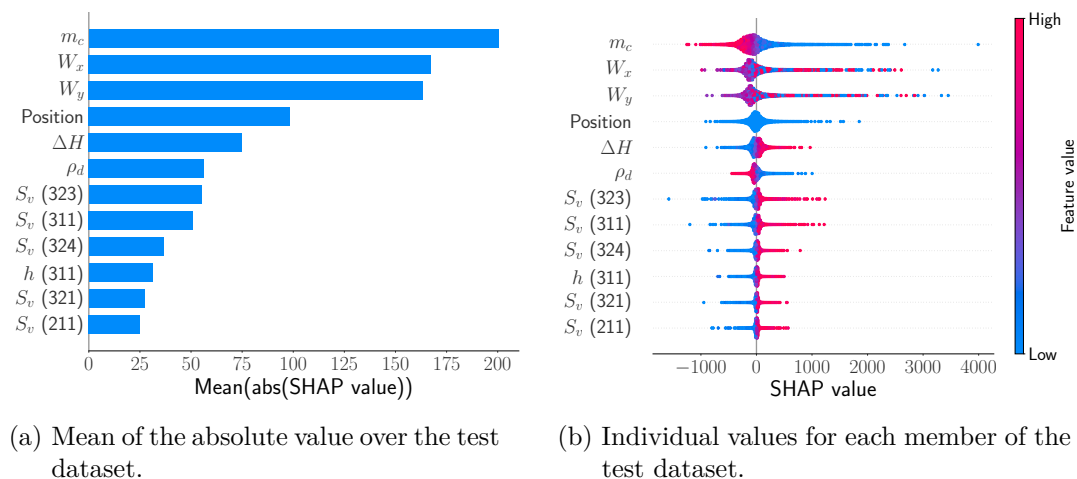 m_c
W_x
W_y
Position
ΔH
ρ_d
S_v (323)
S_v (311)
S_v (324)
h (311)
S_v (321)
S_v (211)
0 25 50 75 100 125 150 175 200
Mean(abs(SHAP value))
(a) Mean of the absolute value over the test
dataset.
m_c
W_x
W_y
Position
ΔH
ρ_d
S_v (323)
S_v (311)
S_v (324)
h (311)
S_v (321)
S_v (211)
−1000 0 1000 2000 3000 4000
SHAP value
High
Feature value
Low
(b) Individual values for each member of the
test dataset.